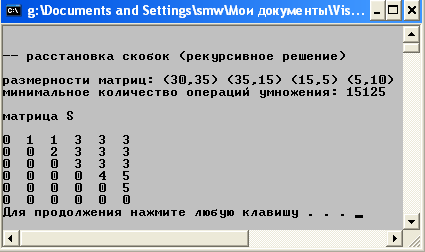 g:\Documents and Settings\smw\Мои документы\Vis...
-- расстановка скобок (рекурсивное решение)
размерности матриц: (30,35) (35,15) (15,5) (5,10)
минимальное количество операций умножения: 15125
матрица S
0 1 1 3 3 3
0 0 2 3 3 3
0 0 0 3 3 3
0 0 0 0 4 5
0 0 0 0 0 5
0 0 0 0 0 0
Для продолжения нажмите любую клавишу . . .